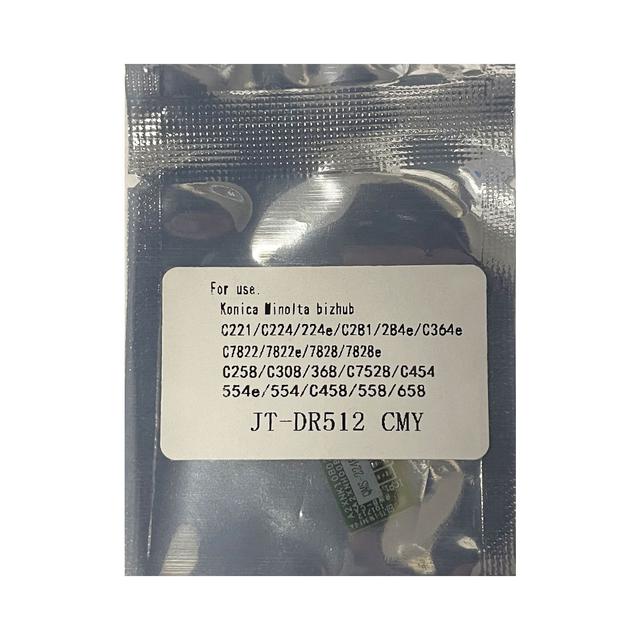 For use.
Konica Minolta bizhub
C221/C224/224e/C281/284e/C364e
C7822/7822e/7828/7828e
C258/C308/368/C7528/C454
554e/554/C458/558/658
JT-DR512 CMY